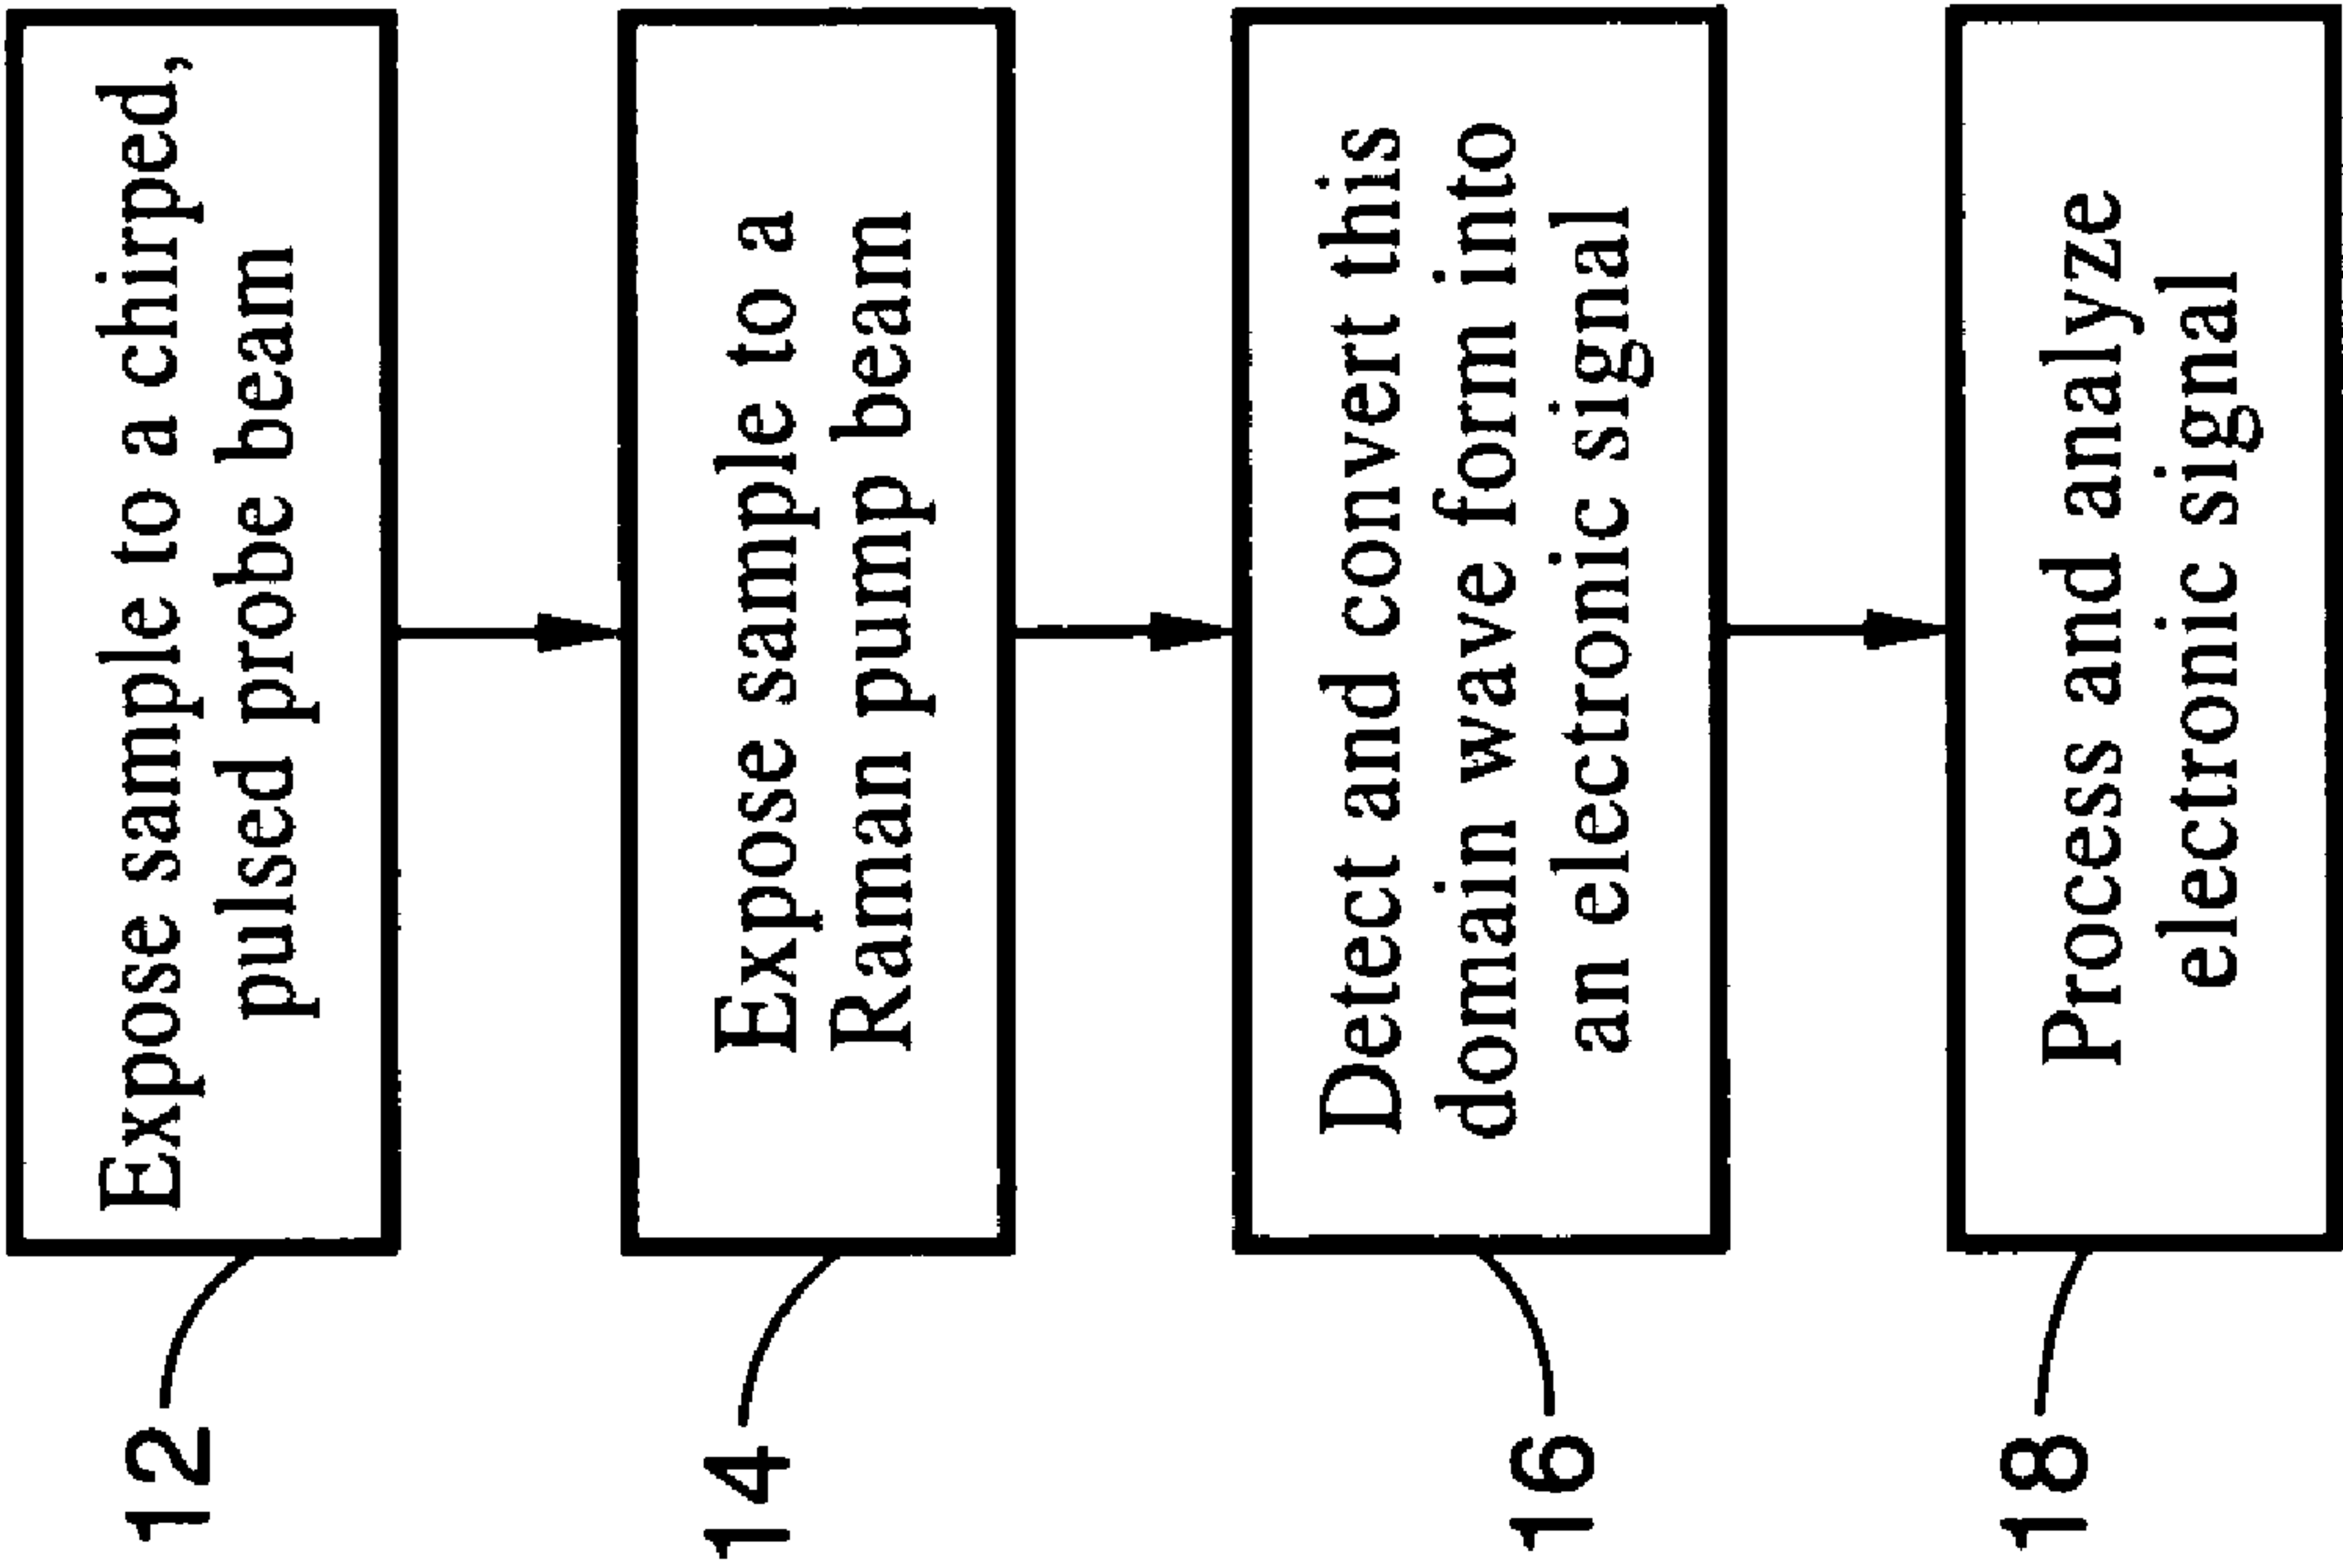 12
Expose sample to a chirped,
pulsed probe beam
14
Expose sample to a
Raman pump beam
16
Detect and convert this
domain wave form into
an electronic signal
18
Process and analyze
electronic signal